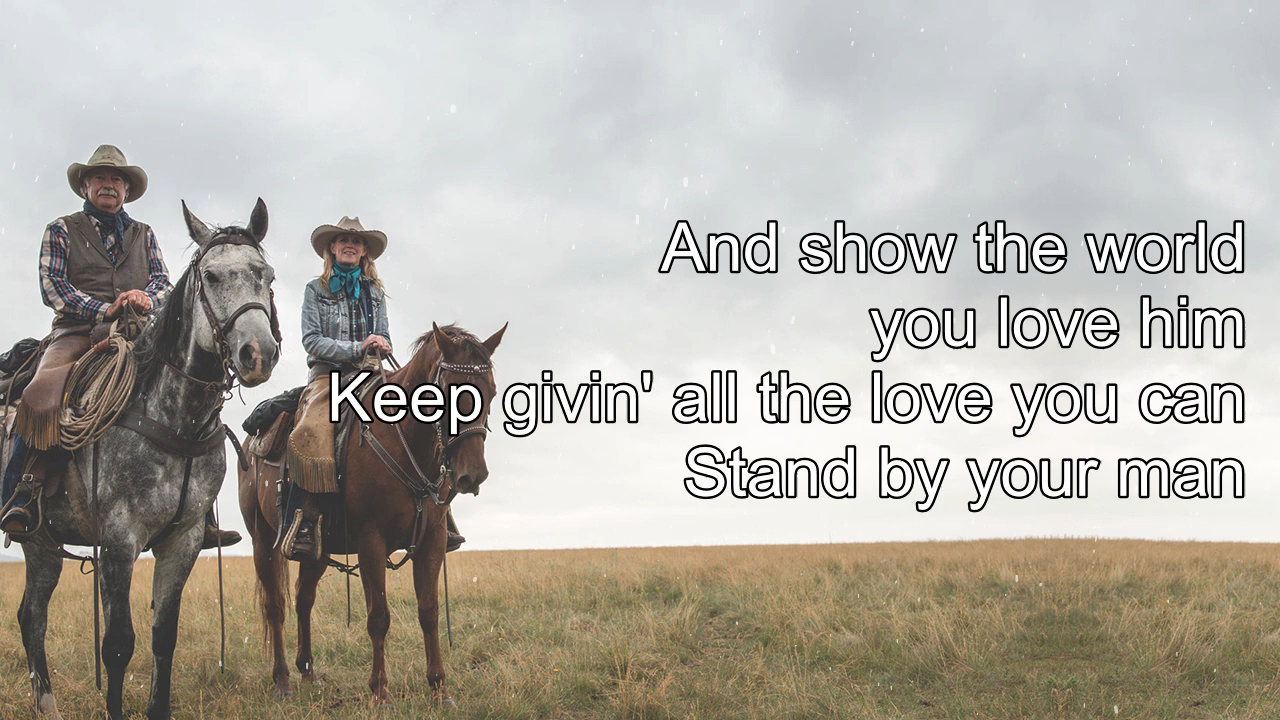 And show the world
you love him
Keep givin' all the love you can
Stand by your man